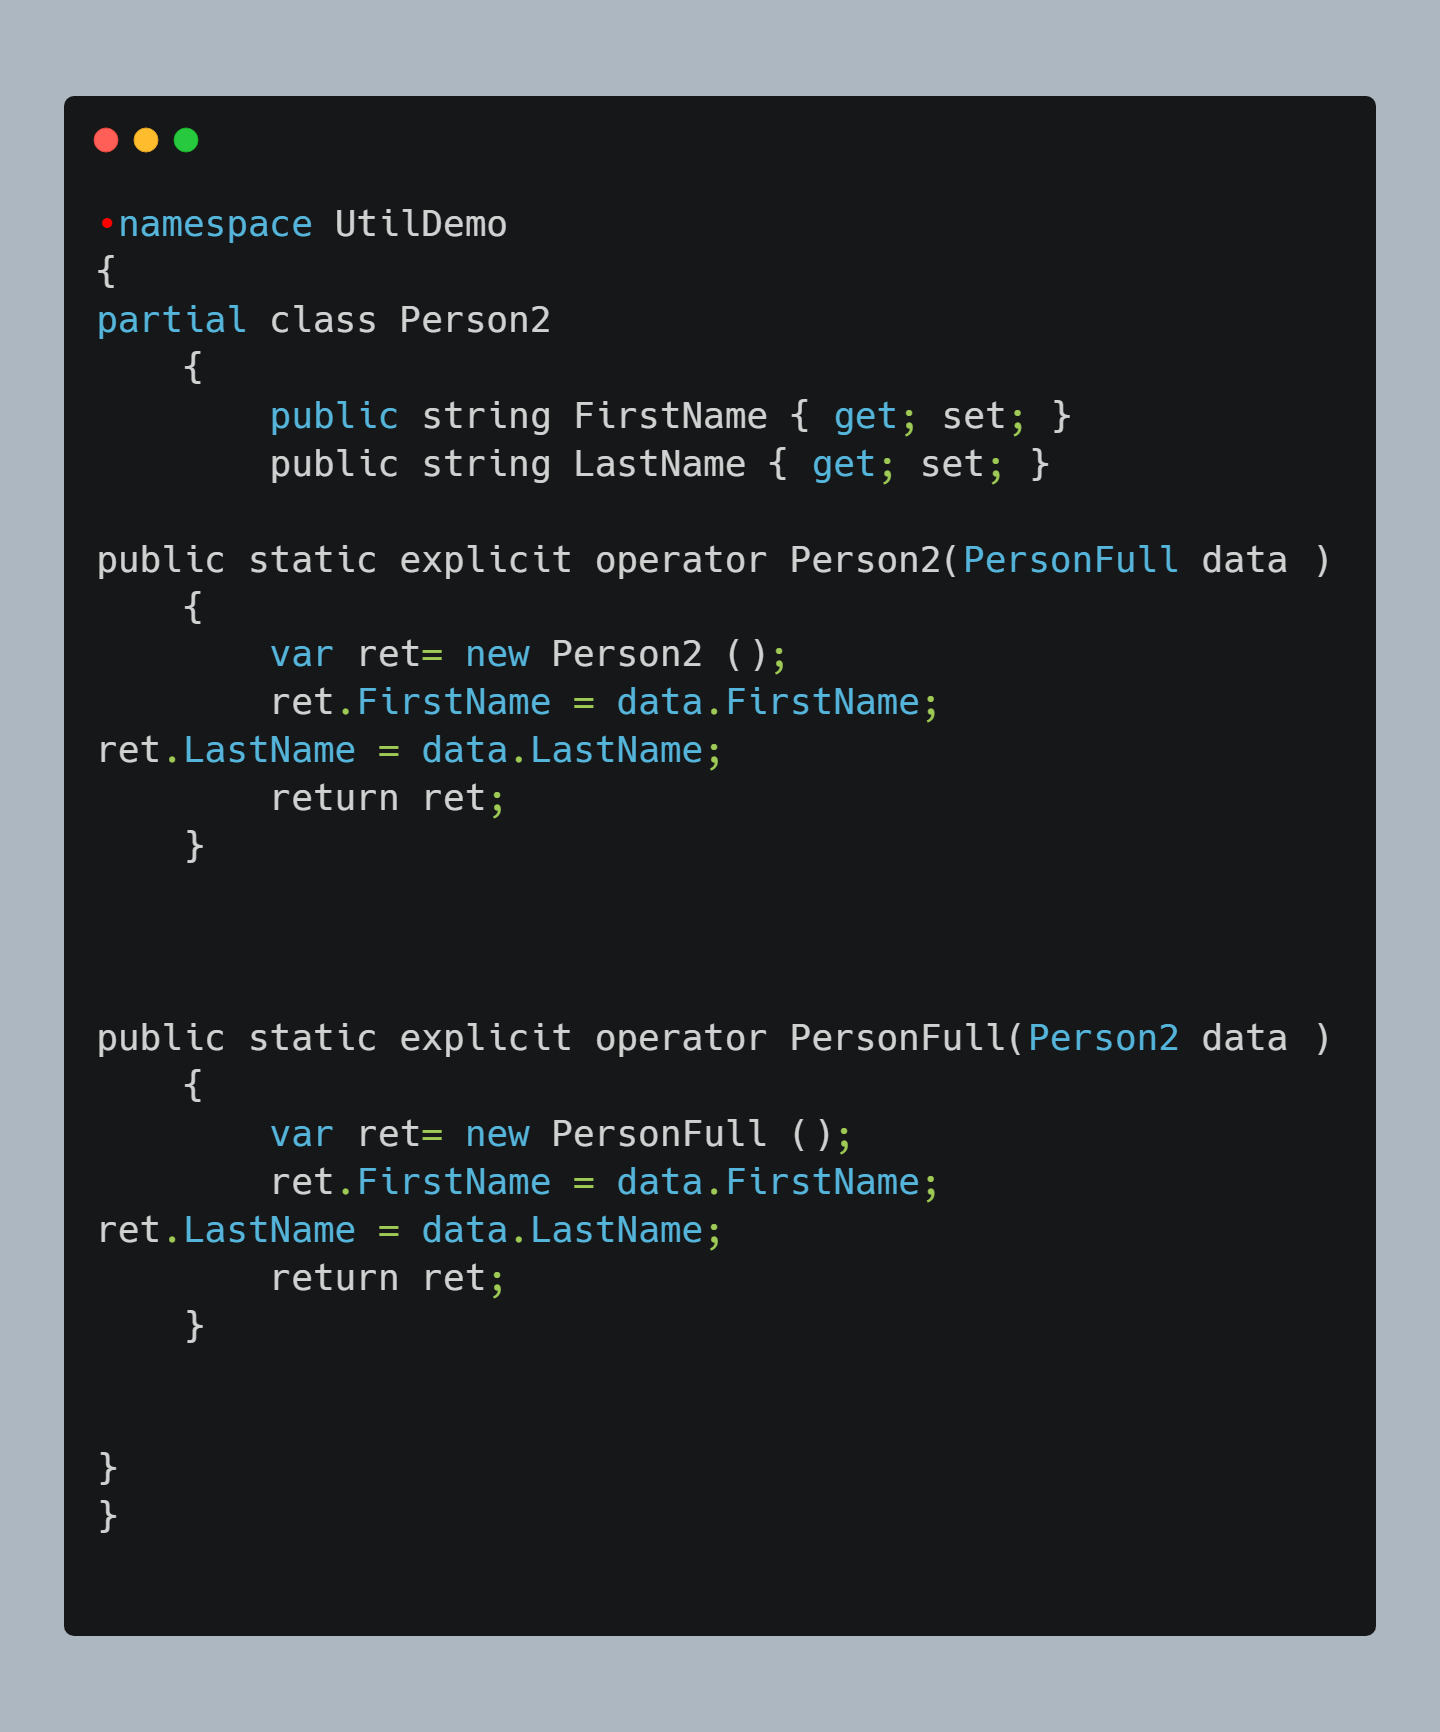 •namespace UtilDemo
{
partial class Person2
    {
        public string FirstName { get; set; }
        public string LastName { get; set; }

public static explicit operator Person2(PersonFull data )
    {
        var ret= new Person2 ();
        ret.FirstName = data.FirstName;
ret.LastName = data.LastName;
        return ret;
    }

public static explicit operator PersonFull(Person2 data )
    {
        var ret= new PersonFull ();
        ret.FirstName = data.FirstName;
ret.LastName = data.LastName;
        return ret;
    }

}
}